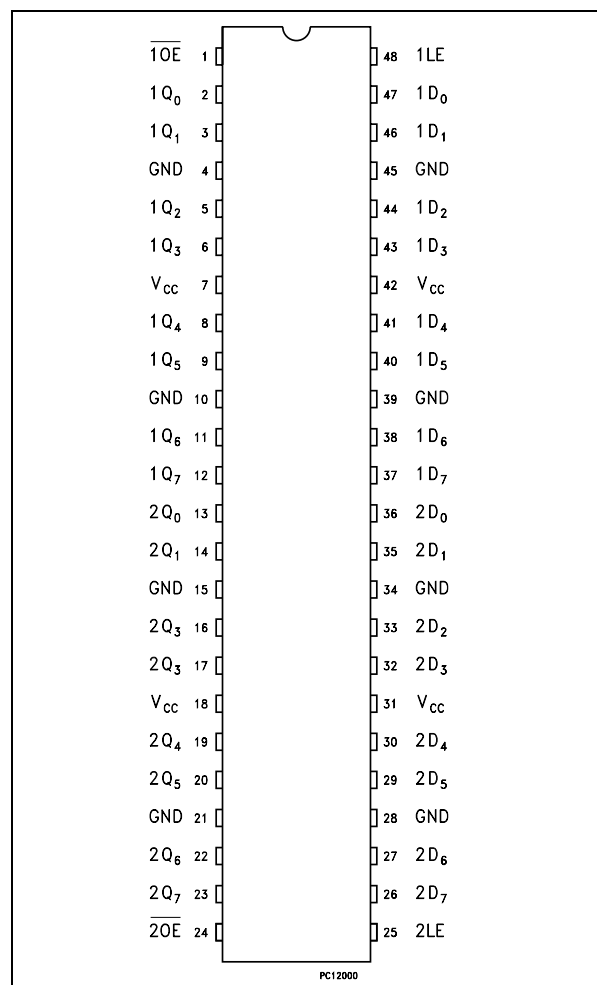 1OE 1 48 1LE
1Q0 2 47 1D0
1Q1 3 46 1D1
GND 4 45 GND
1Q2 5 44 1D2
1Q3 6 43 1D3
VCC 7 42 VCC
1Q4 8 41 1D4
1Q5 9 40 1D5
GND 10 39 GND
1Q6 11 38 1D6
1Q7 12 37 1D7
2Q0 13 36 2D0
2Q1 14 35 2D1
GND 15 34 GND
2Q3 16 33 2D2
2Q3 17 32 2D3
VCC 18 31 VCC
2Q4 19 30 2D4
2Q5 20 29 2D5
GND 21 28 GND
2Q6 22 27 2D6
2Q7 23 26 2D7
2OE 24 25 2LE
PC12000